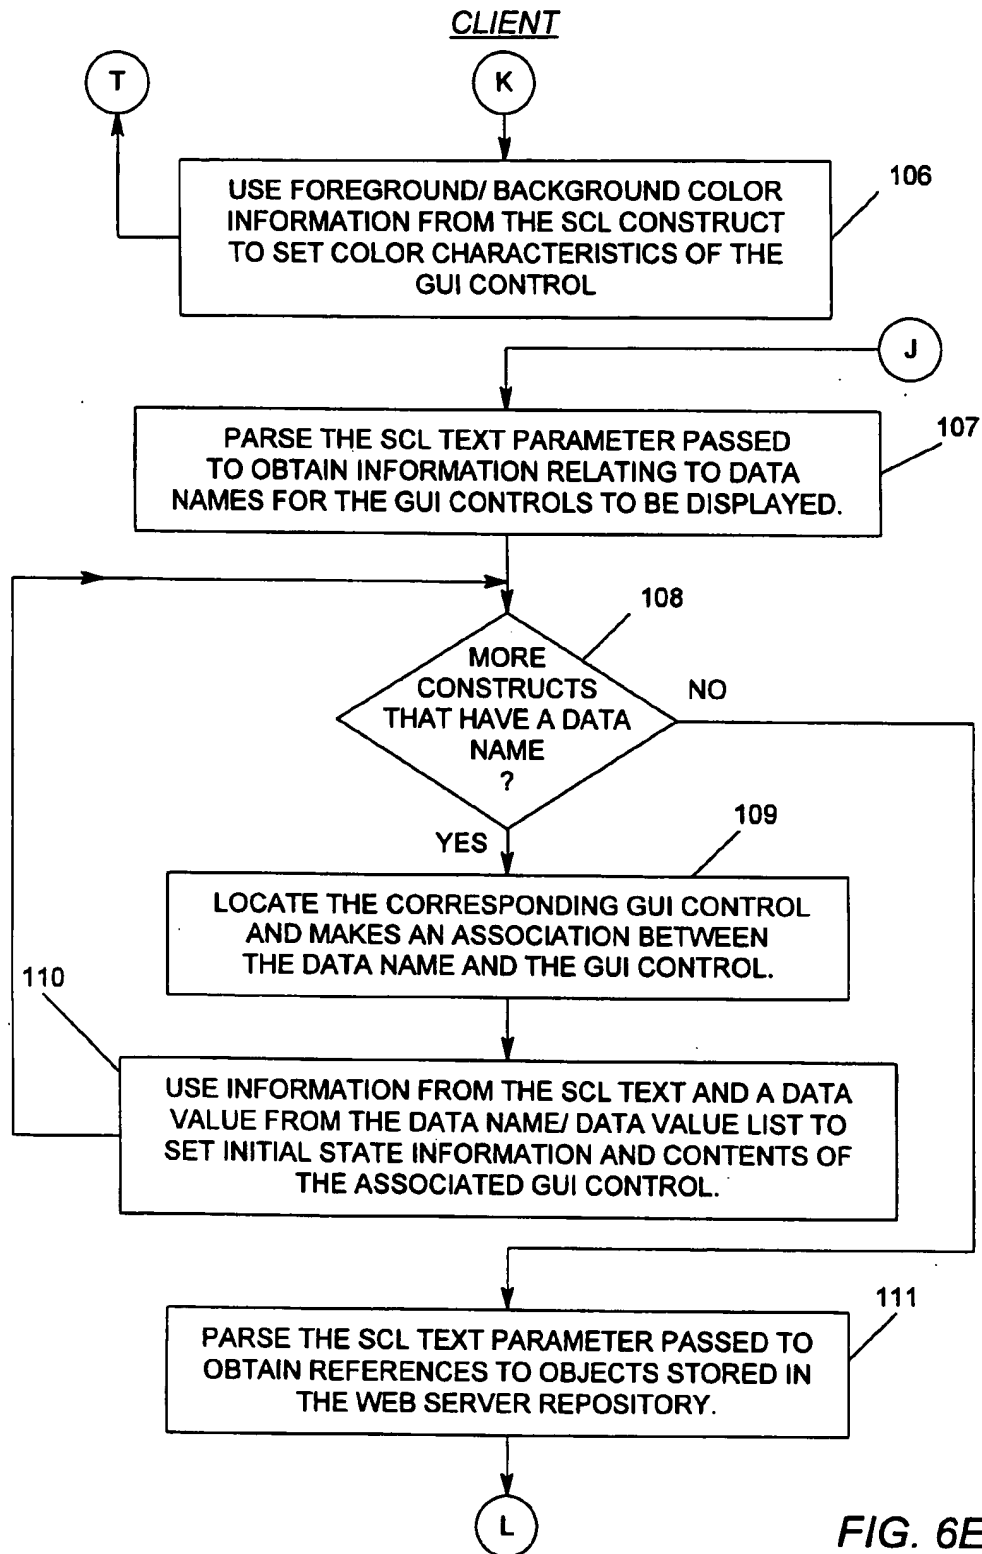 CLIENT
T
K
106
USE FOREGROUND/ BACKGROUND COLOR
INFORMATION FROM THE SCL CONSTRUCT
TO SET COLOR CHARACTERISTICS OF THE
GUI CONTROL
J
107
PARSE THE SCL TEXT PARAMETER PASSED
TO OBTAIN INFORMATION RELATING TO DATA
NAMES FOR THE GUI CONTROLS TO BE DISPLAYED.
108
MORE
CONSTRUCTS
THAT HAVE A DATA
NAME
?
NO
YES
109
LOCATE THE CORRESPONDING GUI CONTROL
AND MAKES AN ASSOCIATION BETWEEN
THE DATA NAME AND THE GUI CONTROL.
110
USE INFORMATION FROM THE SCL TEXT AND A DATA
VALUE FROM THE DATA NAME/ DATA VALUE LIST TO
SET INITIAL STATE INFORMATION AND CONTENTS OF
THE ASSOCIATED GUI CONTROL.
111
PARSE THE SCL TEXT PARAMETER PASSED TO
OBTAIN REFERENCES TO OBJECTS STORED IN
THE WEB SERVER REPOSITORY.
L
FIG. 6E